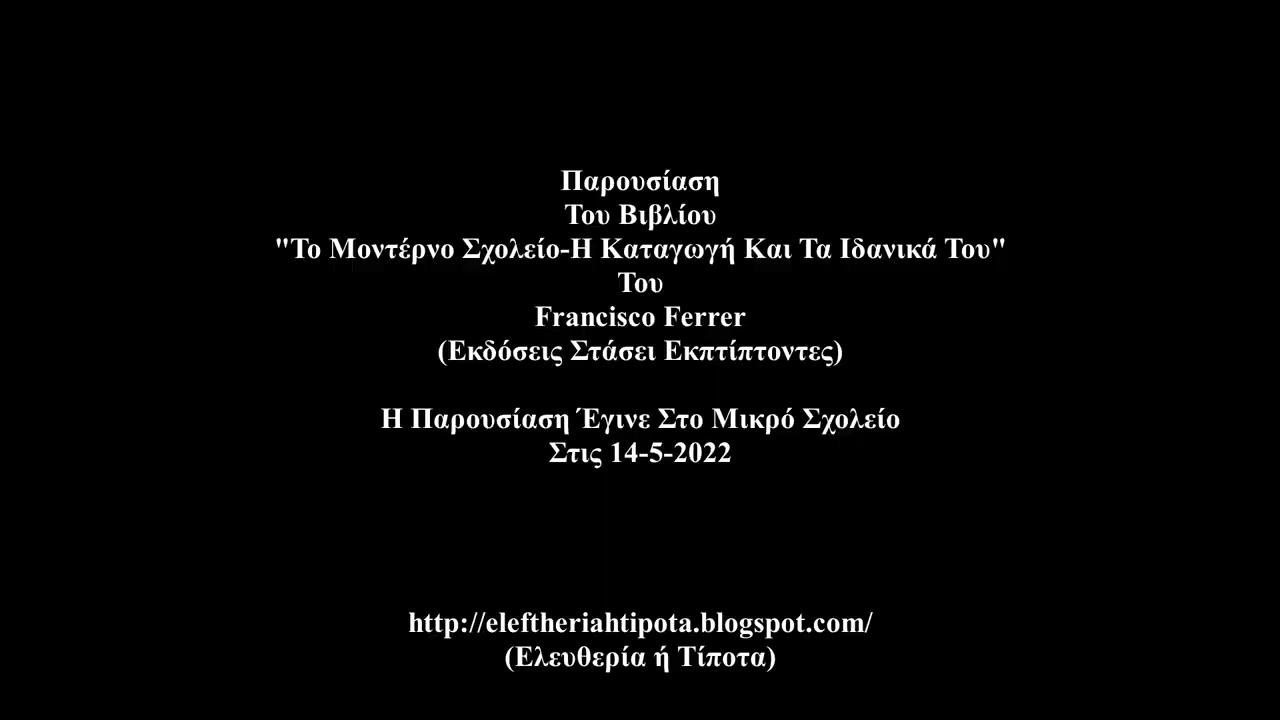 Παρουσίαση
Του Βιβλίου
"Το Μοντέρνο Σχολείο-Η Καταγωγή Και Τα Ιδανικά Του"
Του
Francisco Ferrer
(Εκδόσεις Στάσει Εκπτίπτοντες)
Η Παρουσίαση Έγινε Στο Μικρό Σχολείο
Στις 14-5-2022
http://eleftheriahtipota.blogspot.com/
(Ελευθερία ή Τίποτα)